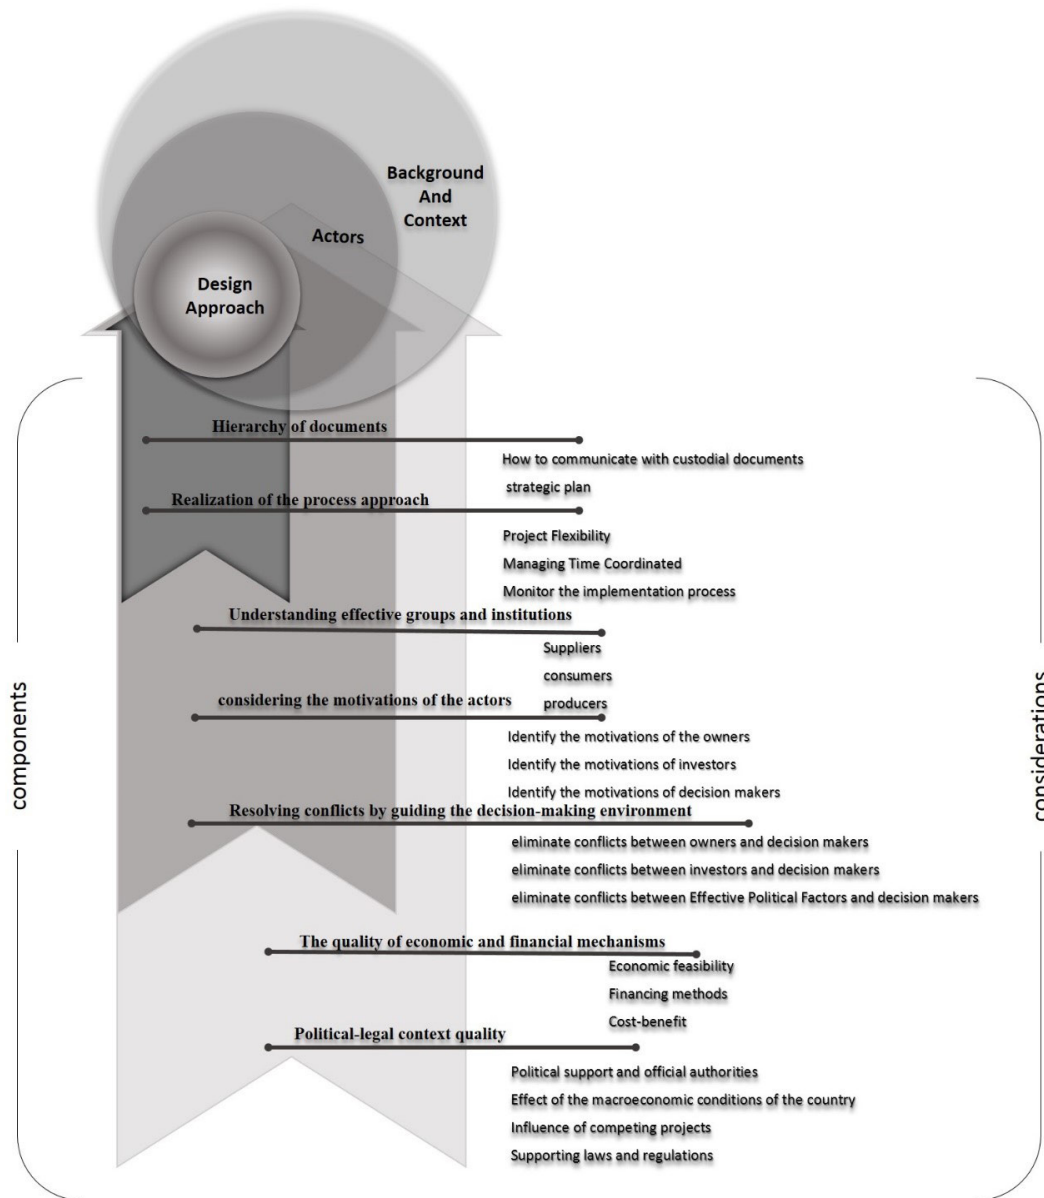 Background
And
Context
Actors
Design
Approach
Hierarchy of documents
How to communicate with custodial documents
strategic plan
Realization of the process approach
Project Flexibility
Managing Time Coordinated
Monitor the implementation process
Understanding effective groups and institutions
Suppliers
consumers
producers
considering the motivations of the actors
Identify the motivations of the owners
Identify the motivations of investors
Identify the motivations of decision makers
Resolving conflicts by guiding the decision-making environment
eliminate conflicts between owners and decision makers
eliminate conflicts between investors and decision makers
eliminate conflicts between Effective Political Factors and decision makers
The quality of economic and financial mechanisms
Economic feasibility
Financing methods
Cost-benefit
Political-legal context quality
Political support and official authorities
Effect of the macroeconomic conditions of the country
Influence of competing projects
Supporting laws and regulations
components
considerations